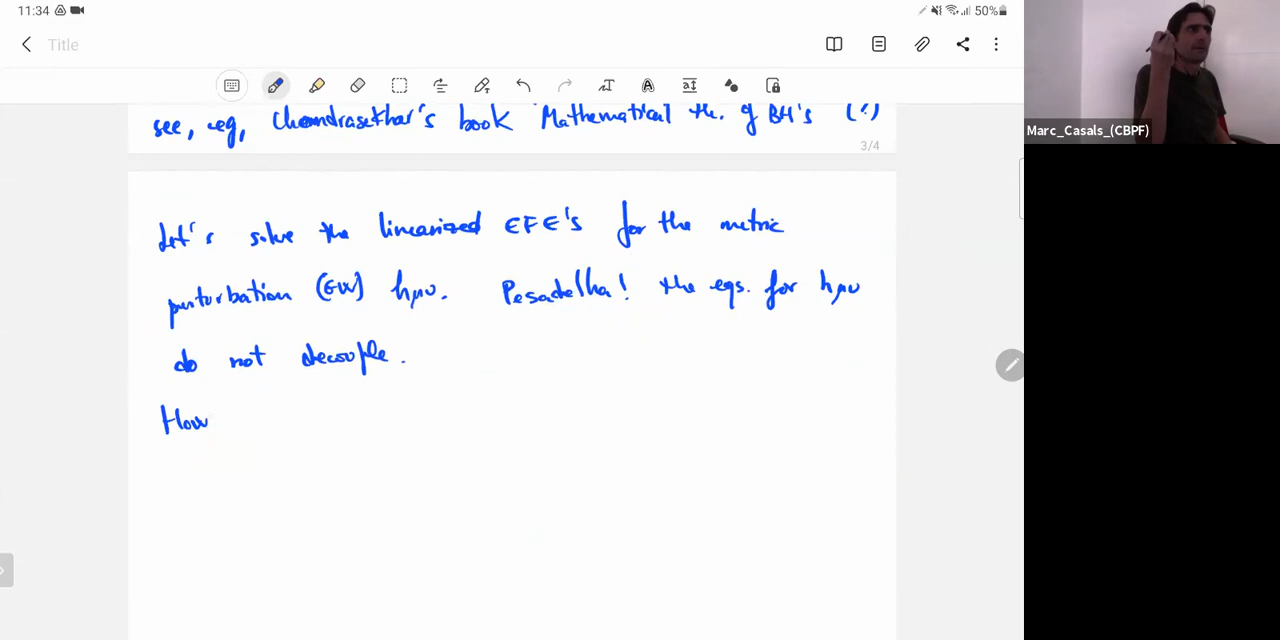 11:34
50%
Title
see, eg, Chandrasekhar's book "Mathematical th. of BH's (?)
3/4
Let's solve the linearized EFE's for the metric
perturbation (GW) hμν. Pesadelha! the eqs. for hμν
do not decouple.
How
Marc_Casals_(CBPF)